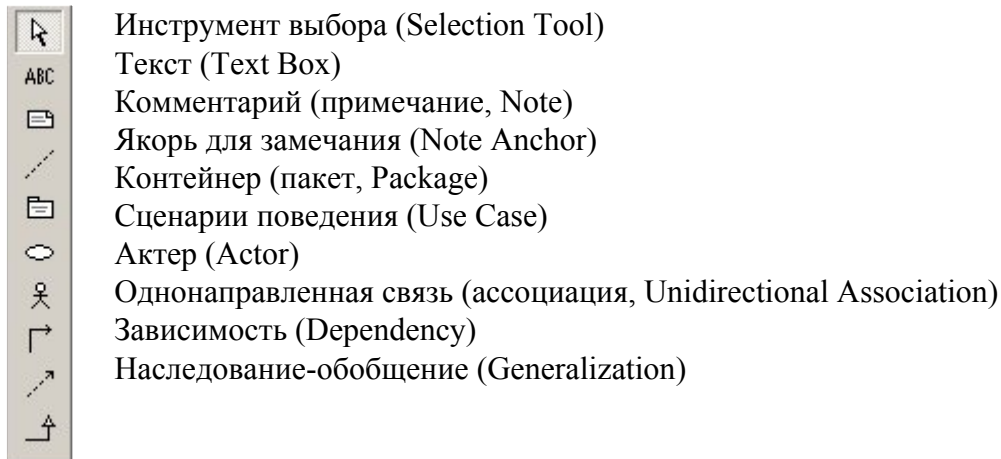 Инструмент выбора (Selection Tool)
ABC
Текст (Text Box)
Комментарий (примечание, Note)
Якорь для замечания (Note Anchor)
Контейнер (пакет, Package)
Сценарии поведения (Use Case)
Актер (Actor)
Однонаправленная связь (ассоциация, Unidirectional Association)
Зависимость (Dependency)
Наследование-обобщение (Generalization)